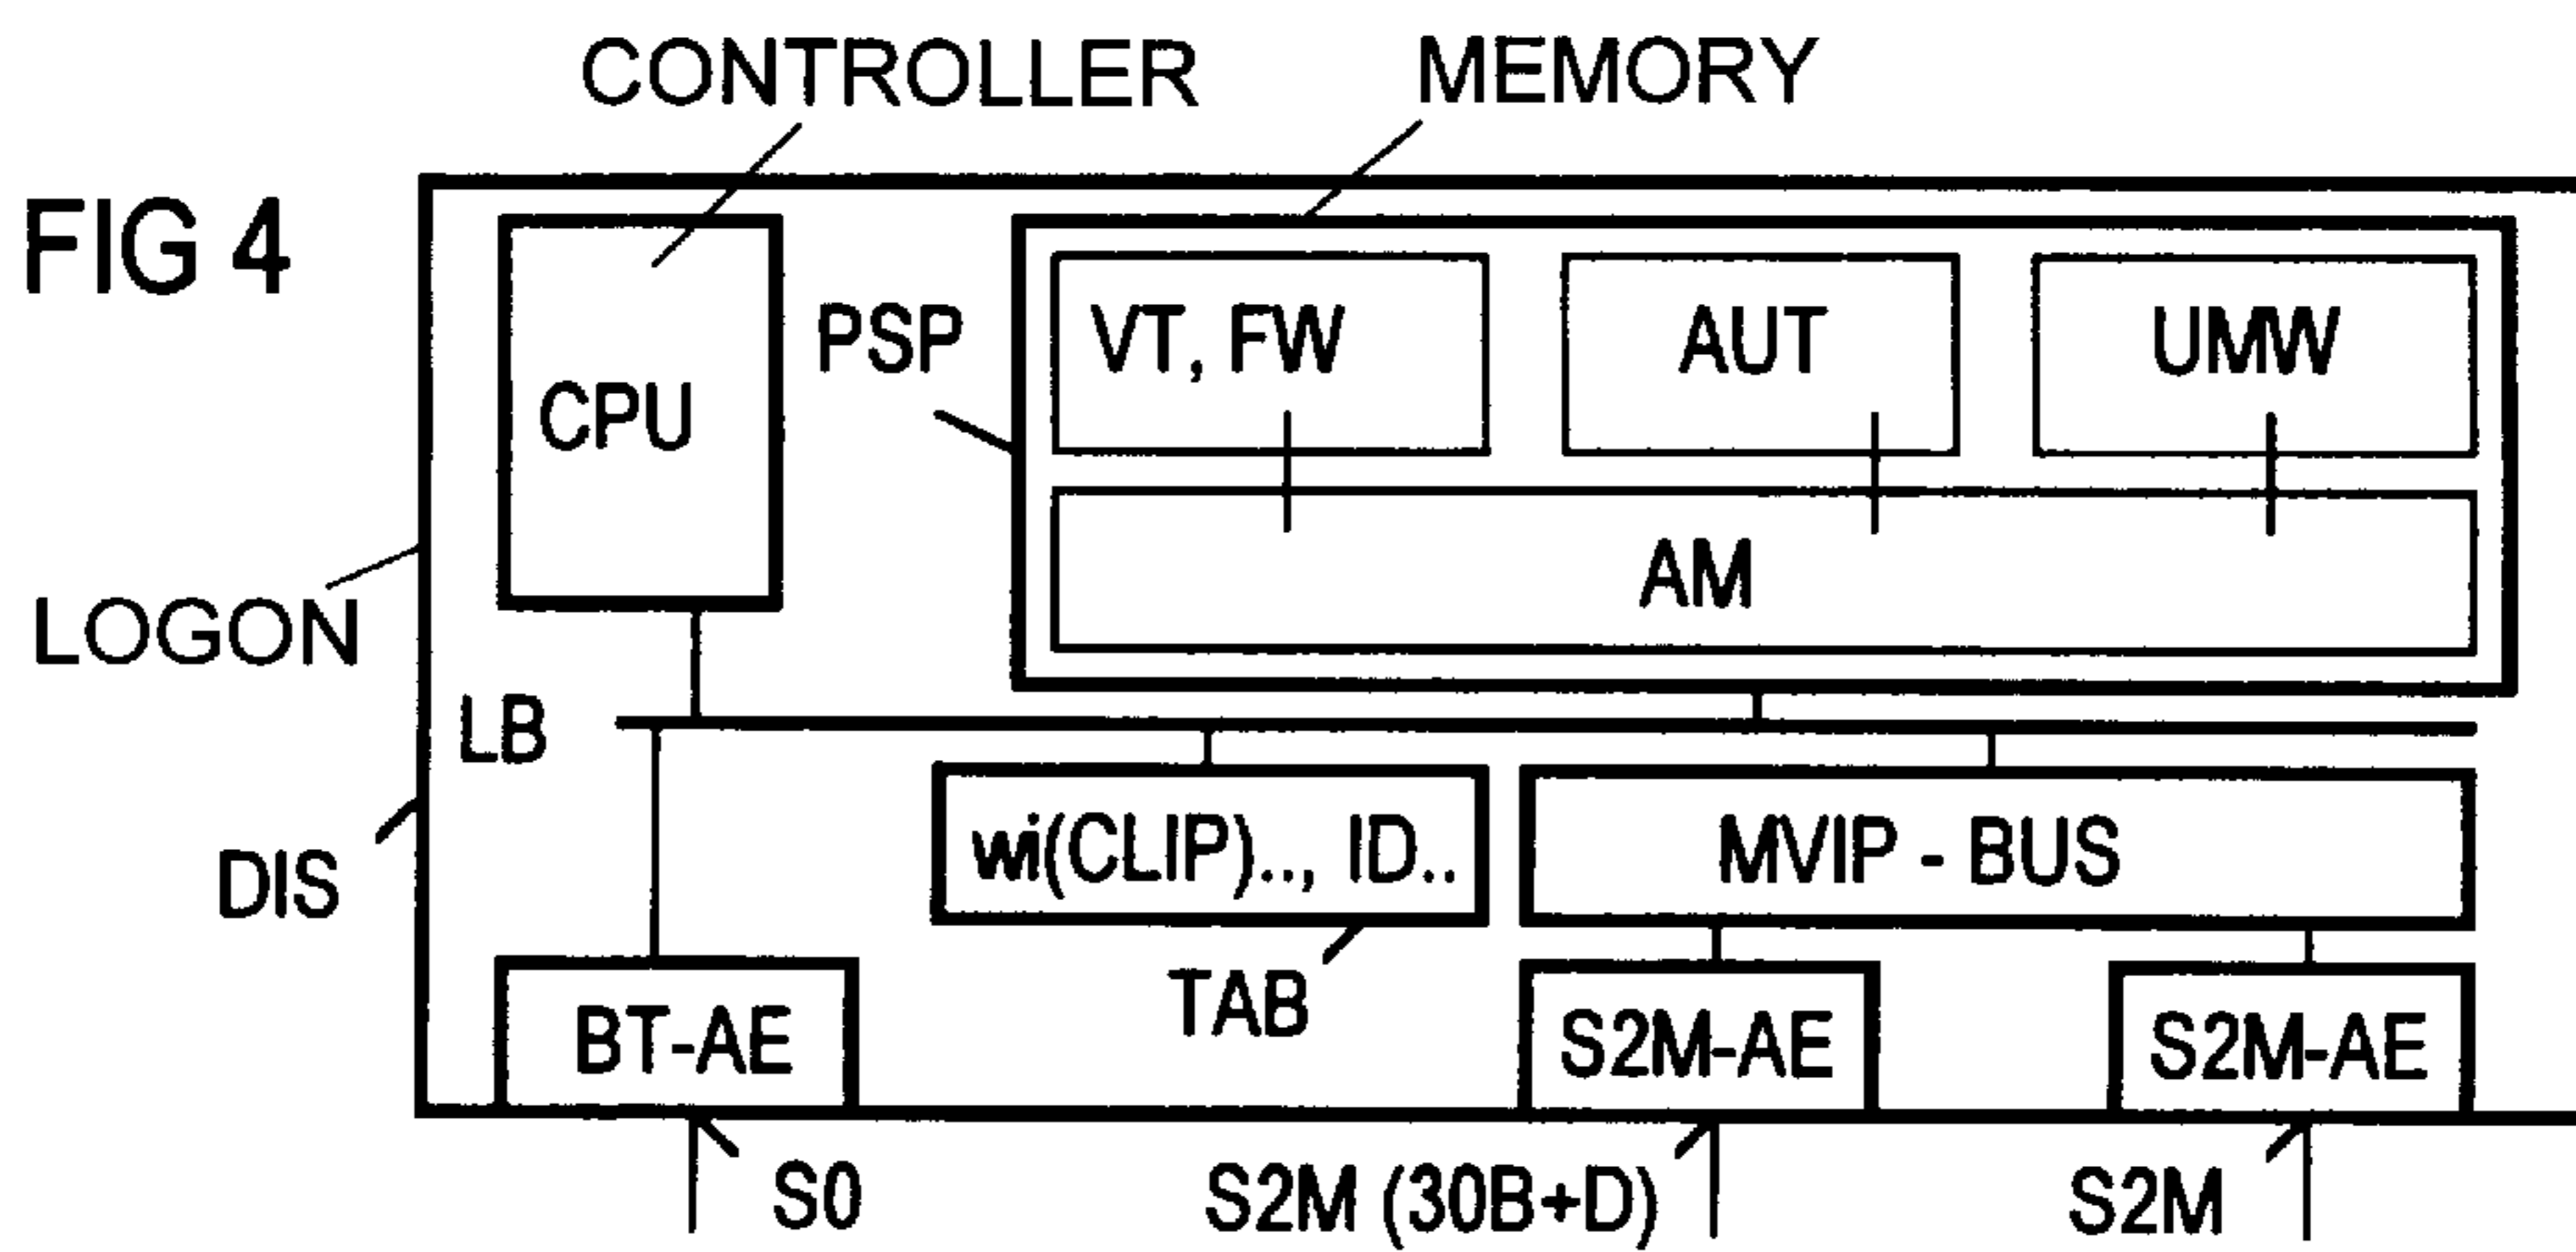 CONTROLLER MEMORY
FIG 4
PSP VT, FW AUT UMW
CPU
AM
LOGON
LB
wi(CLIP).., ID.. MVIP - BUS
DIS
TAB
BT-AE S2M-AE S2M-AE
S0 S2M (30B+D) S2M